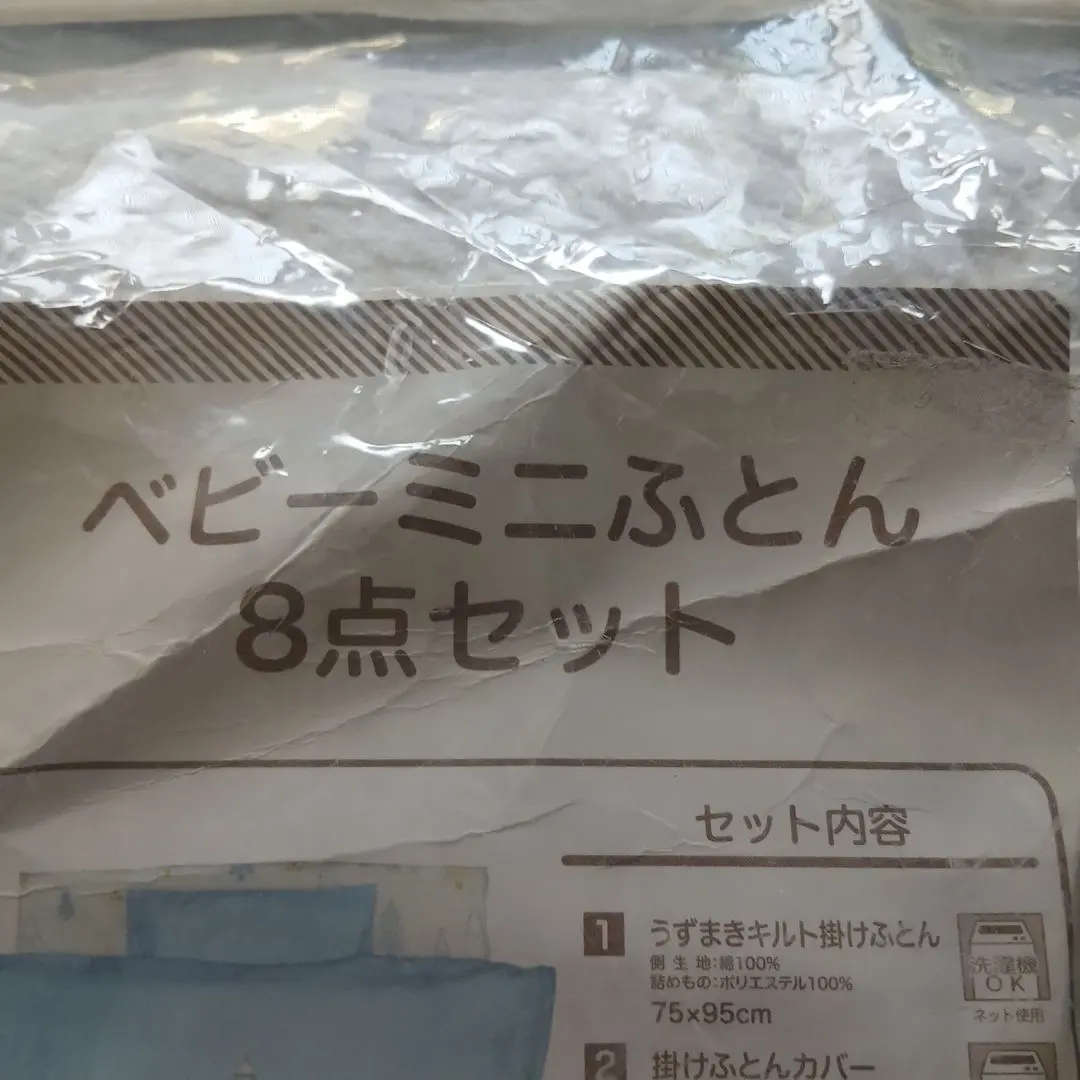 ベビーミニふとん
8点セット
セット内容
1 うずまきキルト掛けふとん
側生地:綿100%
詰めもの:ポリエステル100%
75×95cm
洗濯機
OK
ネット使用
2 掛けふとんカバー